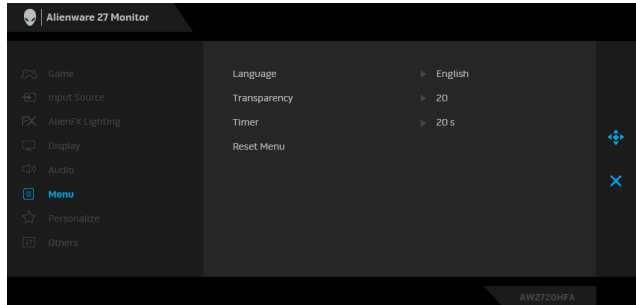 Alienware 27 Monitor
Game
Input Source
AlienFX Lighting
Display
Audio
Menu
Personalize
Others
Language English
Transparency 20
Timer 20 s
Reset Menu
AW2720HFA